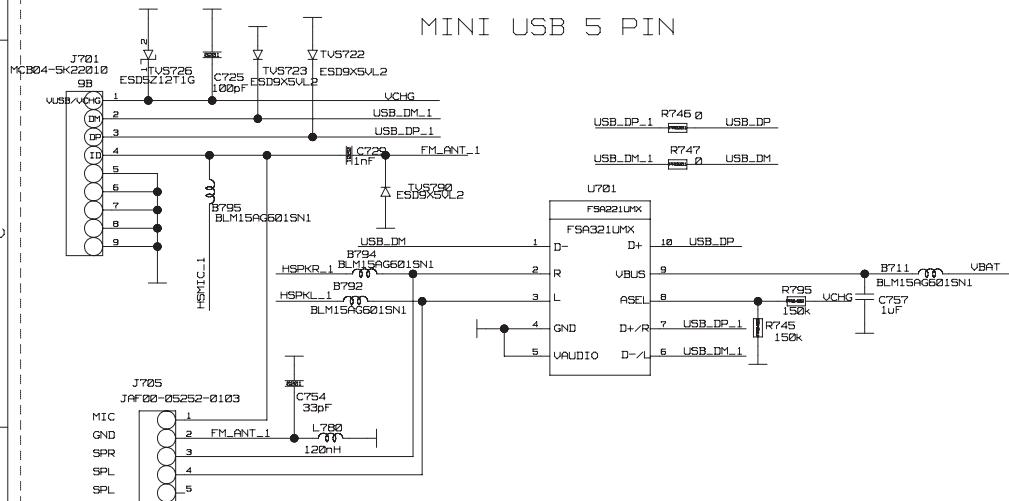 MINI USB 5 PIN
J701
MCB04-5K22010
9B
VUSB/VCHG
DM
DP
ID
1
2
3
4
5
6
7
8
9
TVS726
ESD5Z12T1G
C725
100pF
TVS723
ESD9X5VL2
TVS722
ESD9X5VL2
VCHG
USB_DM_1
USB_DP_1
FM_ANT_1
C729
1nF
TVS790
ESD9X5VL2
B795
BLM15AG601SN1
HSMIC_1
USB_DP_1 R746 0 USB_DP
USB_DM_1 R747 0 USB_DM
U701
FSA221UMX
FSA321UMX
USB_DM 1 D- D+ 10 USB_DP
B794
BLM15AG601SN1
HSPKR_1 2 R VBUS 9
B792
BLM15AG601SN1
HSPKL_1 3 L ASEL 8
4 GND D+/R 7 USB_DP_1
5 VAUDIO D-/L 6 USB_DM_1
B711
BLM15AG601SN1
VBAT
R795
150k
VCHG
C757
1uF
R745
150k
J705
JAF00-05252-0103
C754
33pF
MIC 1
GND 2 FM_ANT_1
L780
120nH
SPR 3
SPL 4
SPL 5